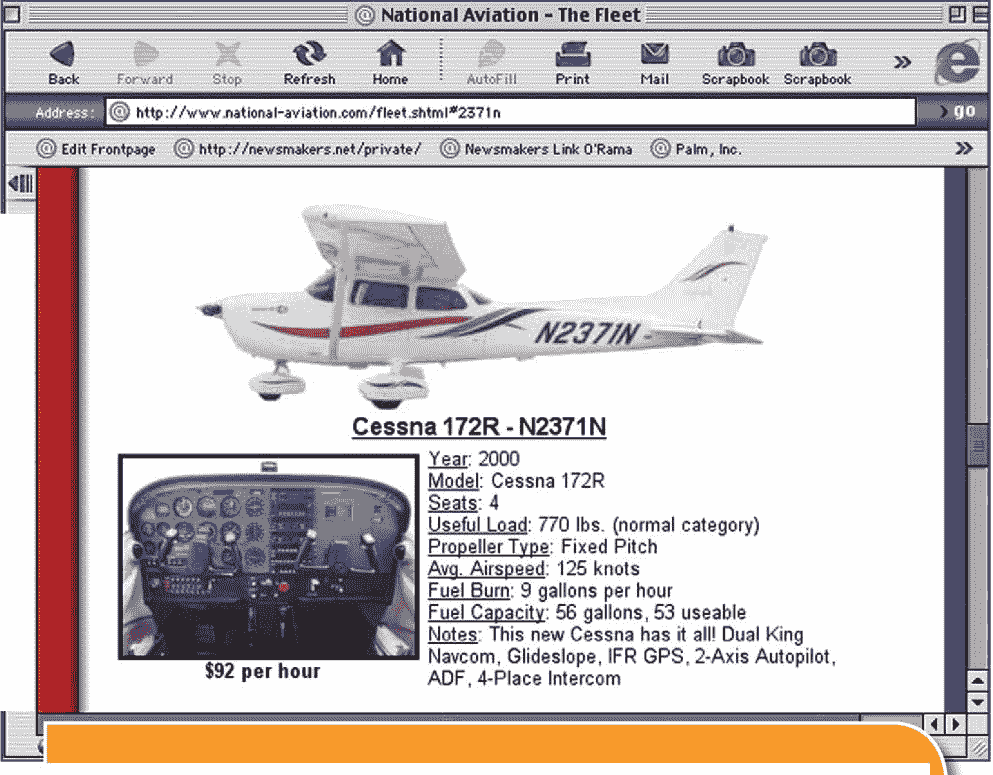 National Aviation - The Fleet
Back Forward Stop Refresh Home AutoFill Print Mail Scrapbook Scrapbook
Address: http://www.national-aviation.com/fleet.shtml#2371n go
Edit Frontpage http://newsmakers.net/private/ Newsmakers Link O'Rama Palm, Inc.
N2371N
Cessna 172R - N2371N
Year: 2000
Model: Cessna 172R
Seats: 4
Useful Load: 770 lbs. (normal category)
Propeller Type: Fixed Pitch
Avg. Airspeed: 125 knots
Fuel Burn: 9 gallons per hour
Fuel Capacity: 56 gallons, 53 useable
Notes: This new Cessna has it all! Dual King
Navcom, Glideslope, IFR GPS, 2-Axis Autopilot,
ADF, 4-Place Intercom
$92 per hour